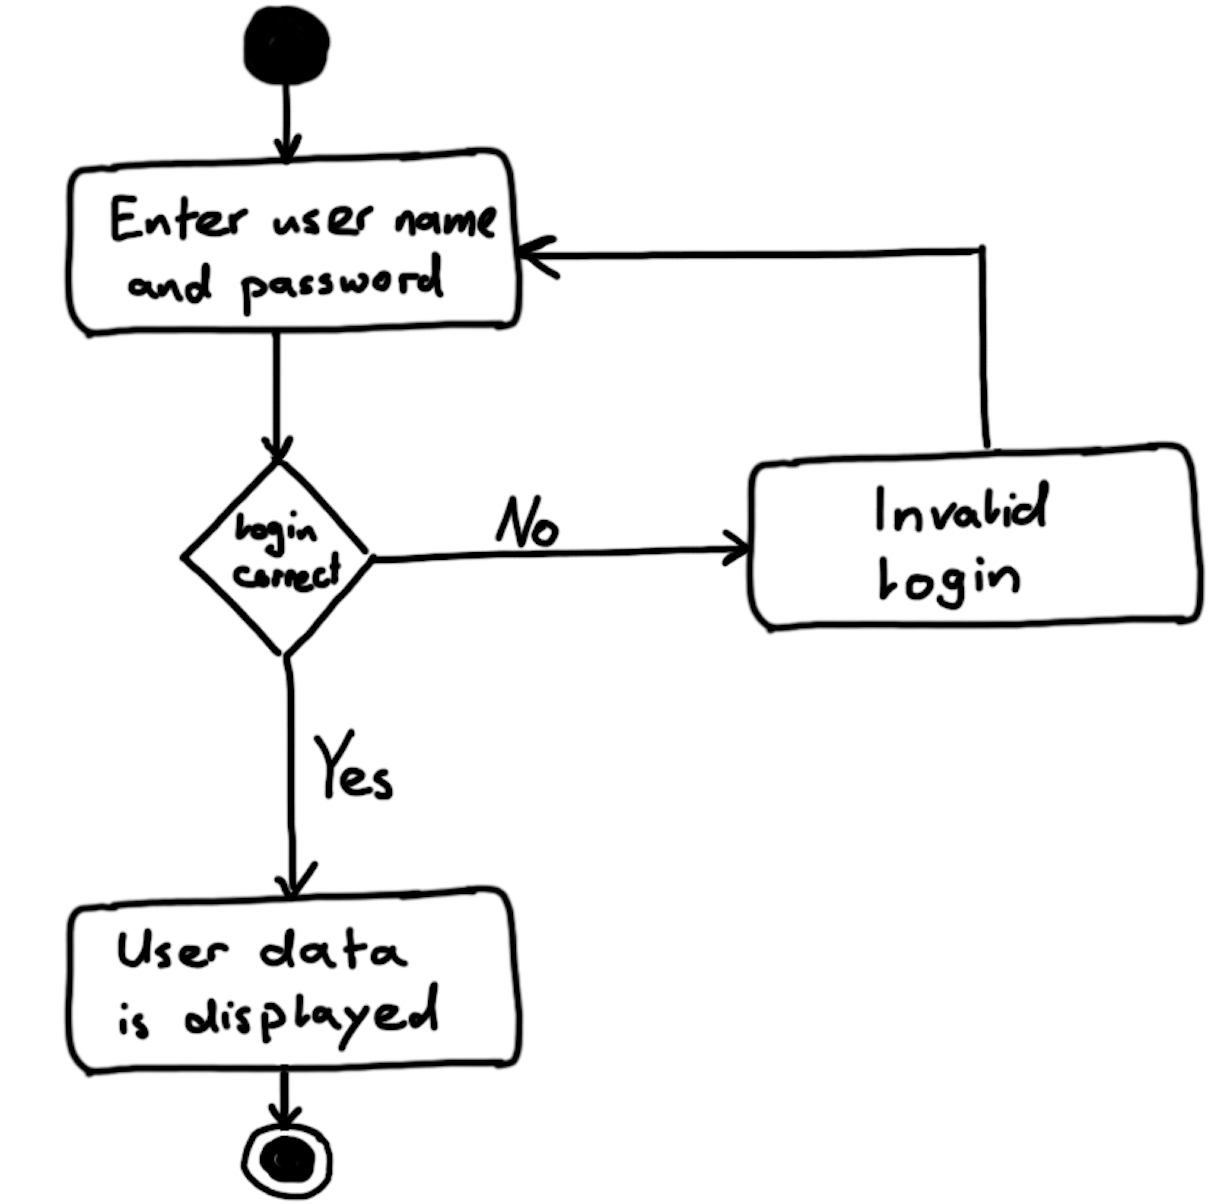 Enter user name
and password
Login
correct
No
Invalid
Login
Yes
User data
is displayed